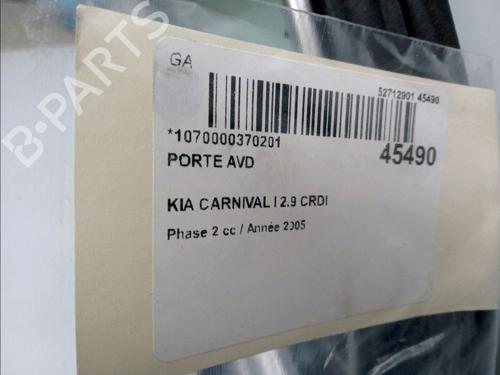 GA
52712901 45490
*1070000370201
45490
PORTE AVD
KIA CARNIVAL I 2.9 CRDI
Phase 2 cc / Année 2005
B-PARTS